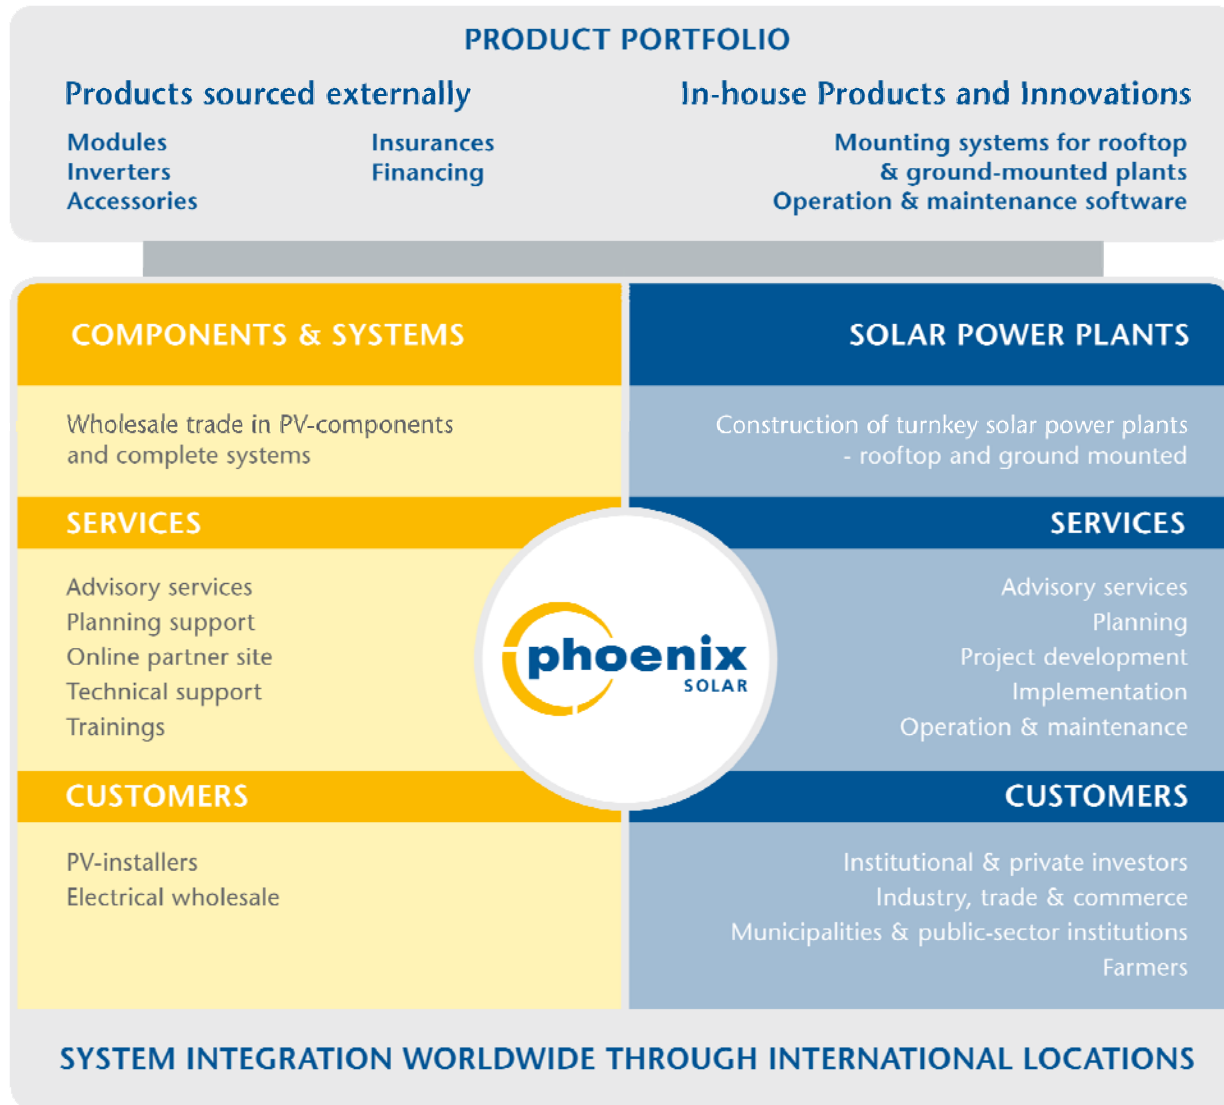 PRODUCT PORTFOLIO
Products sourced externally
Modules
Inverters
Accessories
Insurances
Financing
In-house Products and Innovations
Mounting systems for rooftop
& ground-mounted plants
Operation & maintenance software
COMPONENTS & SYSTEMS
Wholesale trade in PV-components
and complete systems
SERVICES
Advisory services
Planning support
Online partner site
Technical support
Trainings
CUSTOMERS
PV-installers
Electrical wholesale
phoenix
SOLAR
SOLAR POWER PLANTS
Construction of turnkey solar power plants
- rooftop and ground mounted
SERVICES
Advisory services
Planning
Project development
Implementation
Operation & maintenance
CUSTOMERS
Institutional & private investors
Industry, trade & commerce
Municipalities & public-sector institutions
Farmers
SYSTEM INTEGRATION WORLDWIDE THROUGH INTERNATIONAL LOCATIONS